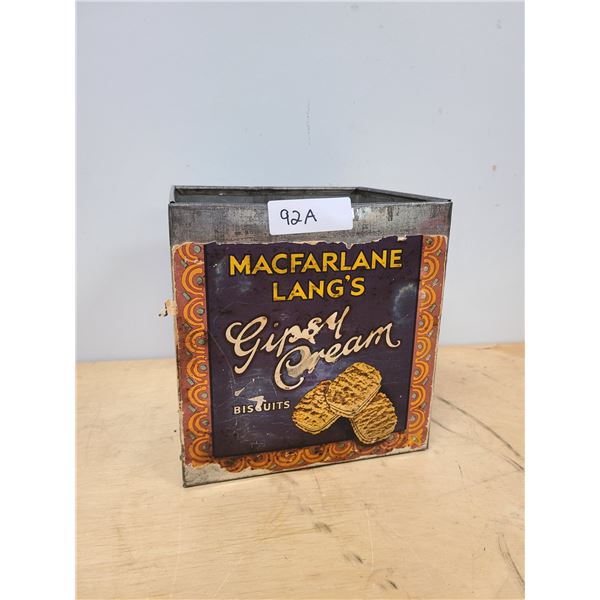 92A
MACFARLANE
LANG'S
Gipsy
Cream
BISCUITS